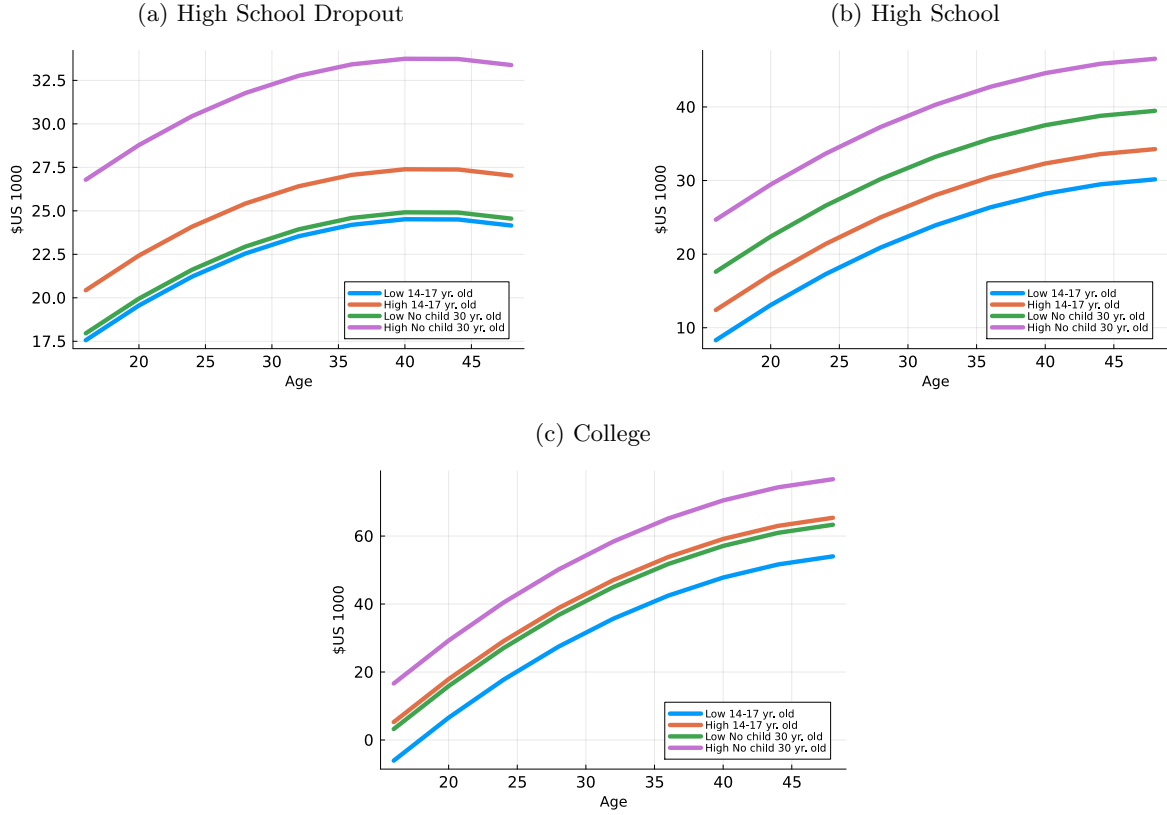 (a) High School Dropout
$US 1000
32.5
30.0
27.5
25.0
22.5
20.0
17.5
20 25 30 35 40 45
Age
Low 14-17 yr. old
High 14-17 yr. old
Low No child 30 yr. old
High No child 30 yr. old
(b) High School
$US 1000
40
30
20
10
20 25 30 35 40 45
Age
Low 14-17 yr. old
High 14-17 yr. old
Low No child 30 yr. old
High No child 30 yr. old
(c) College
$US 1000
60
40
20
0
20 25 30 35 40 45
Age
Low 14-17 yr. old
High 14-17 yr. old
Low No child 30 yr. old
High No child 30 yr. old